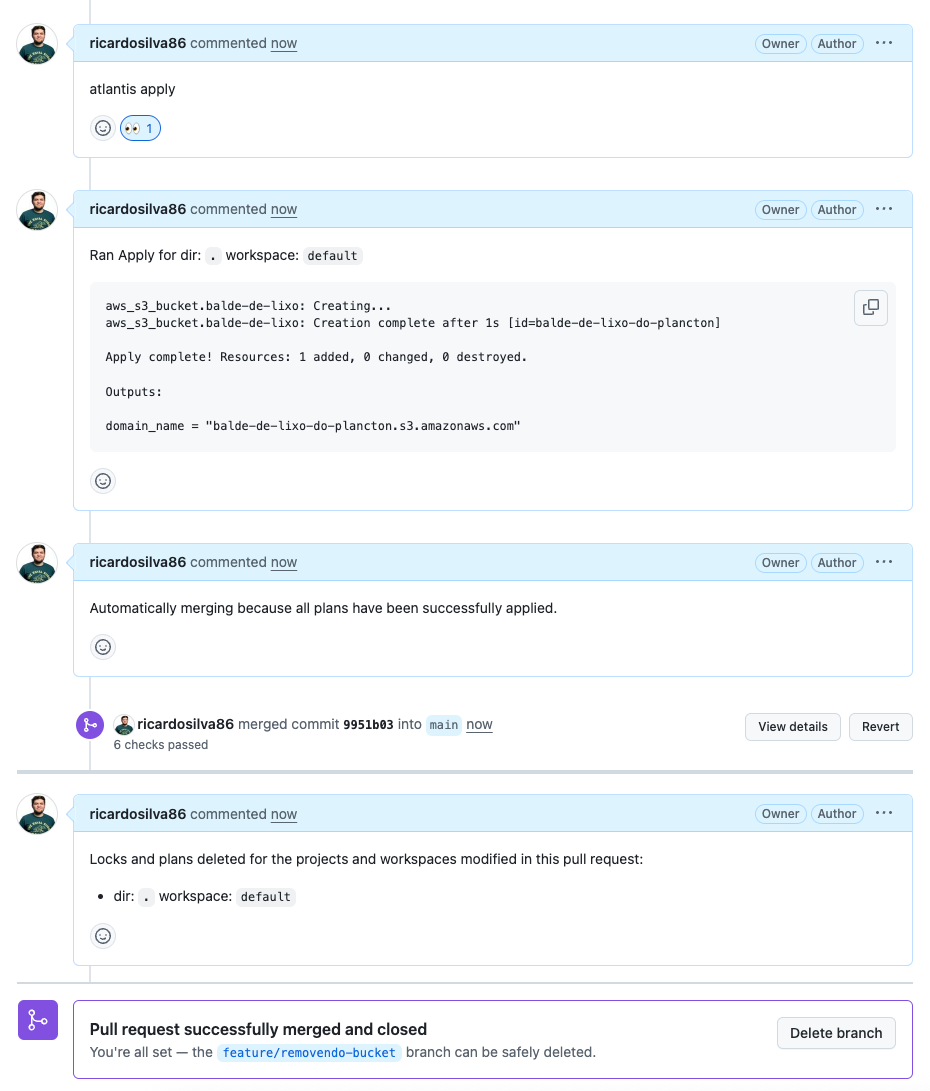 ricardosilva86 commented now
Owner Author ...
atlantis apply
👀 1
ricardosilva86 commented now
Owner Author ...
Ran Apply for dir: . workspace: default
aws_s3_bucket.balde-de-lixo: Creating...
aws_s3_bucket.balde-de-lixo: Creation complete after 1s [id=balde-de-lixo-do-plancton]
Apply complete! Resources: 1 added, 0 changed, 0 destroyed.
Outputs:
domain_name = "balde-de-lixo-do-plancton.s3.amazonaws.com"
ricardosilva86 commented now
Owner Author ...
Automatically merging because all plans have been successfully applied.
ricardosilva86 merged commit 9951b03 into main now
View details Revert
6 checks passed
ricardosilva86 commented now
Owner Author ...
Locks and plans deleted for the projects and workspaces modified in this pull request:
• dir: . workspace: default
Pull request successfully merged and closed
You're all set — the feature/removendo-bucket branch can be safely deleted.
Delete branch